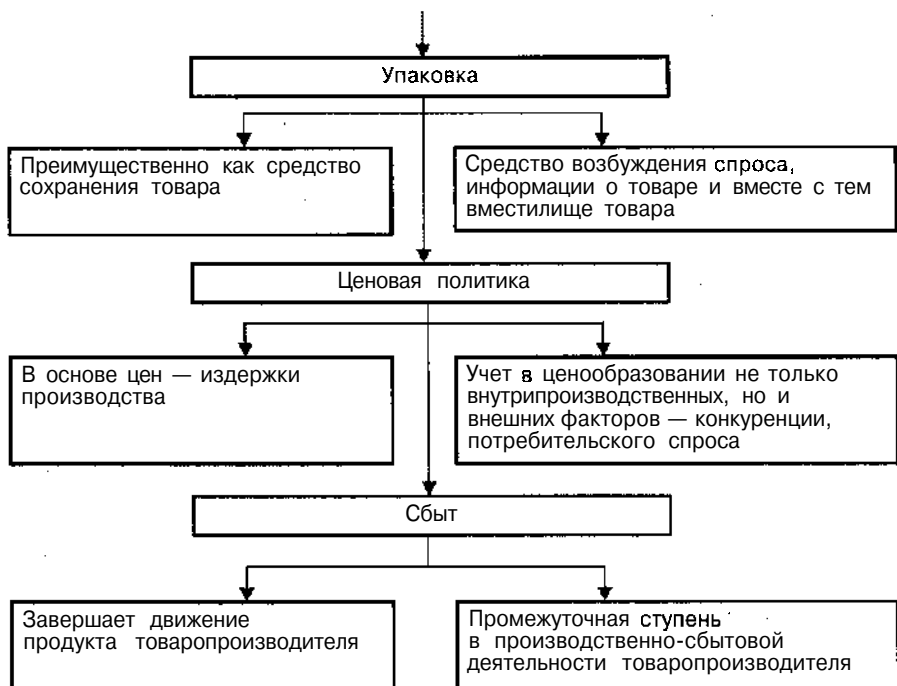 Упаковка
Преимущественно как средство
сохранения товара
Средство возбуждения спроса,
информации о товаре и вместе с тем
вместилище товара
Ценовая политика
В основе цен — издержки
производства
Учет в ценообразовании не только
внутрипроизводственных, но и
внешних факторов — конкуренции,
потребительского спроса
Сбыт
Завершает движение
продукта товаропроизводителя
Промежуточная ступень
в производственно-сбытовой
деятельности товаропроизводителя